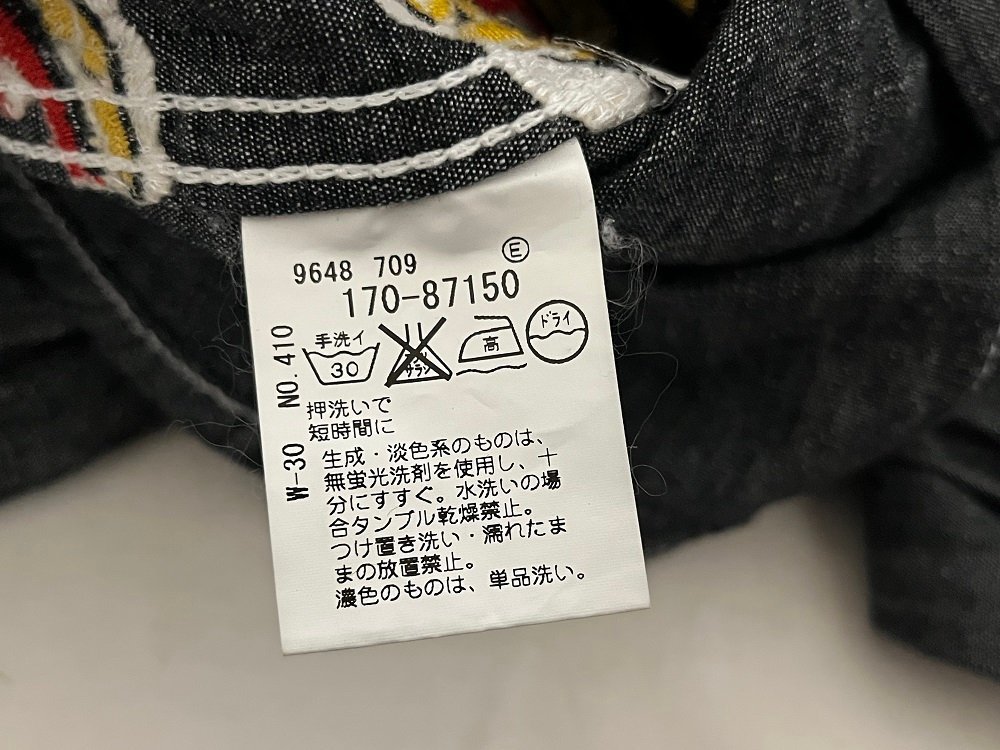 9648 709
E
170-87150
手洗イ
30
サラシ
高
ドライ
NO. 410
W-30
押洗いで
短時間に
生成・淡色系のものは、
無蛍光洗剤を使用し、十
分にすすぐ。水洗いの場
合タンブル乾燥禁止。
つけ置き洗い・濡れたま
まの放置禁止。
濃色のものは、単品洗い。